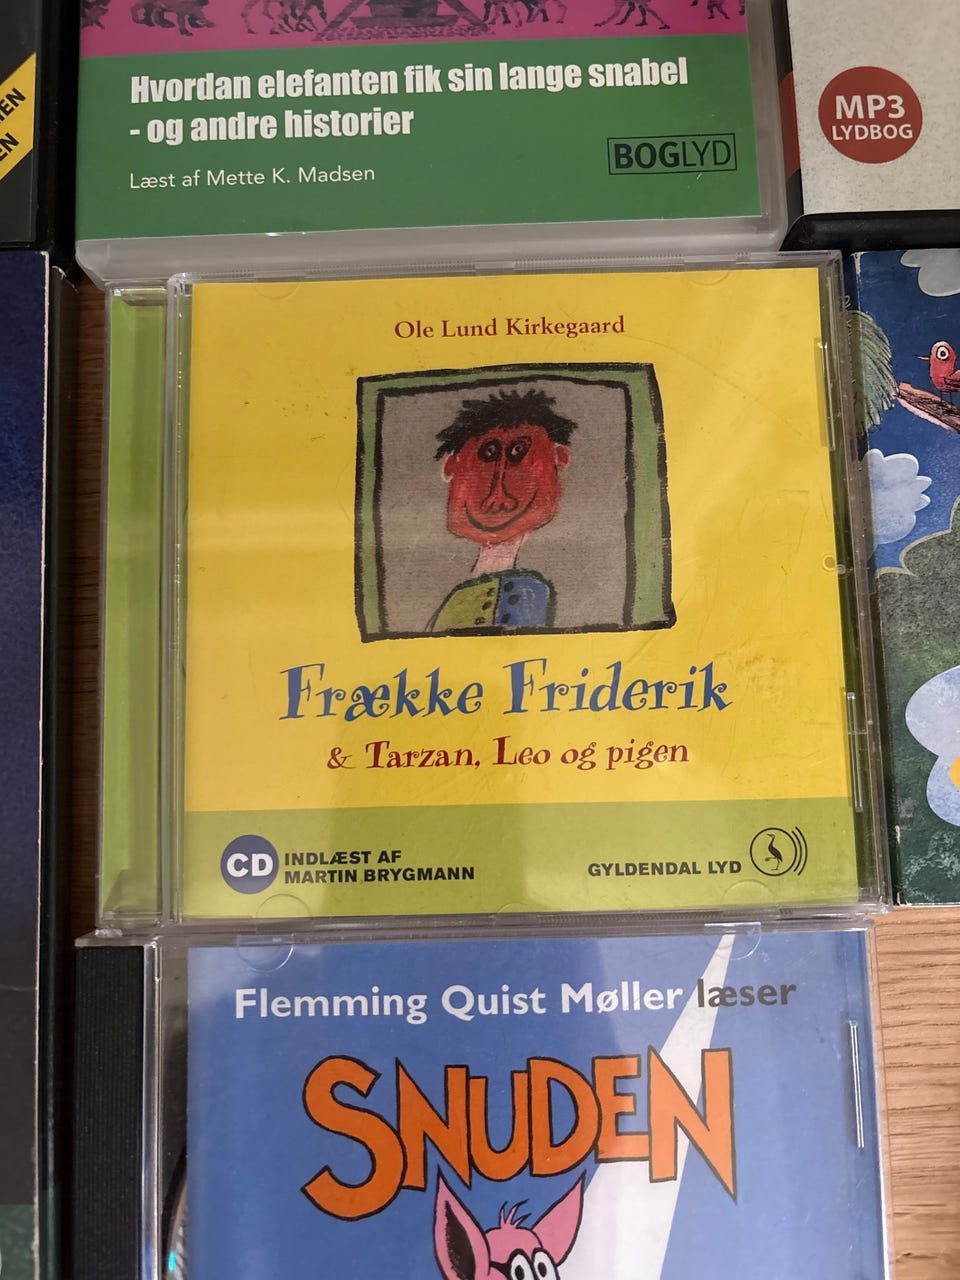 Hvordan elefanten fik sin lange snabel
- og andre historier
Læst af Mette K. Madsen
BOGLYD
MP3
LYDBOG
Ole Lund Kirkegaard
Frække Friderik
& Tarzan, Leo og pigen
CD
INDLÆST AF
MARTIN BRYGMANN
GYLDENDAL LYD
Flemming Quist Møller læser
SNUDEN